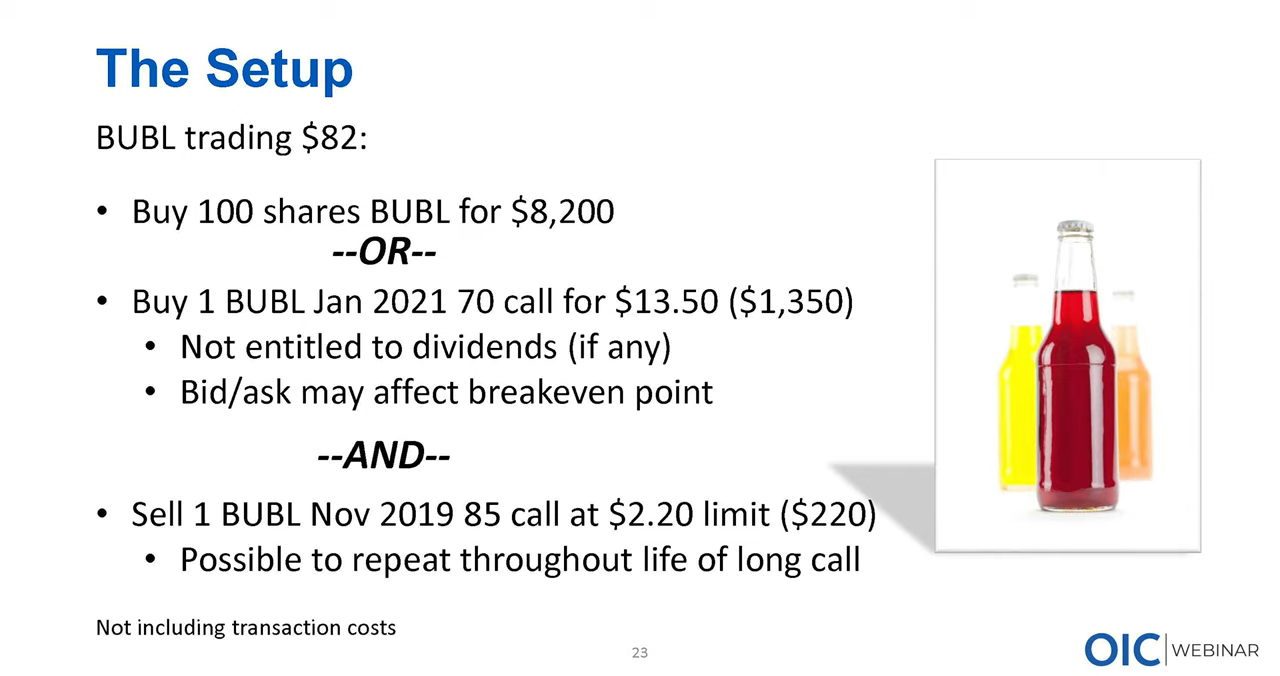 The Setup
BUBL trading $82:
• Buy 100 shares BUBL for $8,200
--OR--
• Buy 1 BUBL Jan 2021 70 call for $13.50 ($1,350)
• Not entitled to dividends (if any)
• Bid/ask may affect breakeven point
--AND--
• Sell 1 BUBL Nov 2019 85 call at $2.20 limit ($220)
• Possible to repeat throughout life of long call
Not including transaction costs
23
OIC WEBINAR